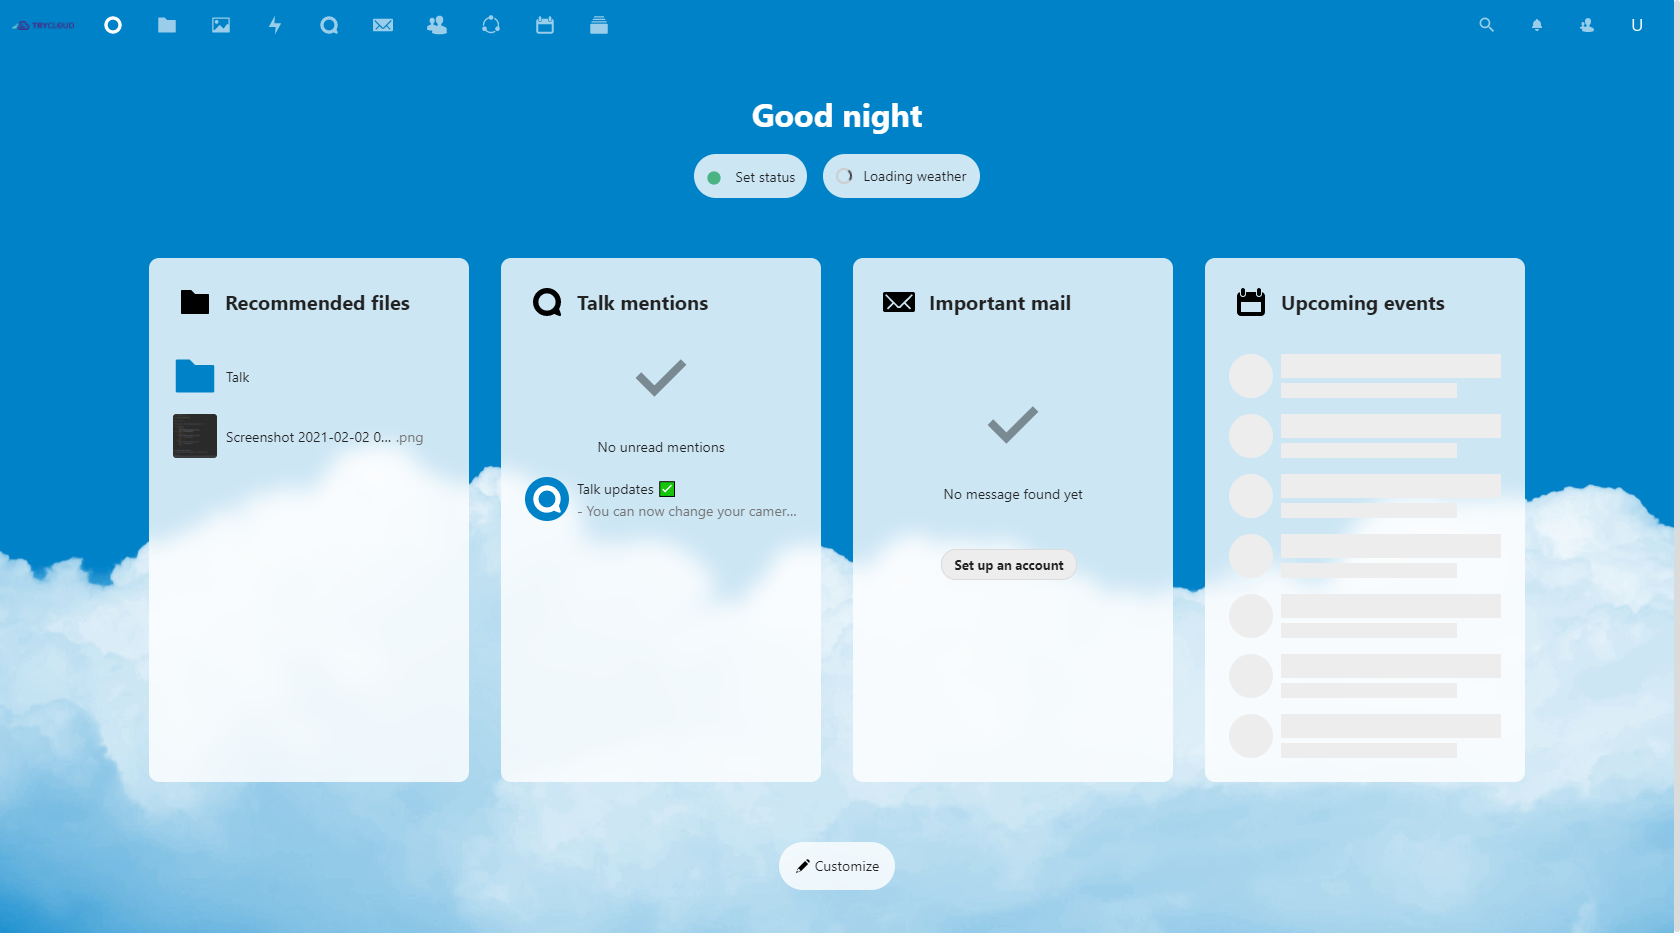 TRYCLOUD
U
Good night
Set status
Loading weather
Recommended files
Talk
Screenshot 2021-02-02 0... .png
Talk mentions
No unread mentions
Talk updates ✅
- You can now change your camer...
Important mail
No message found yet
Set up an account
Upcoming events
Customize